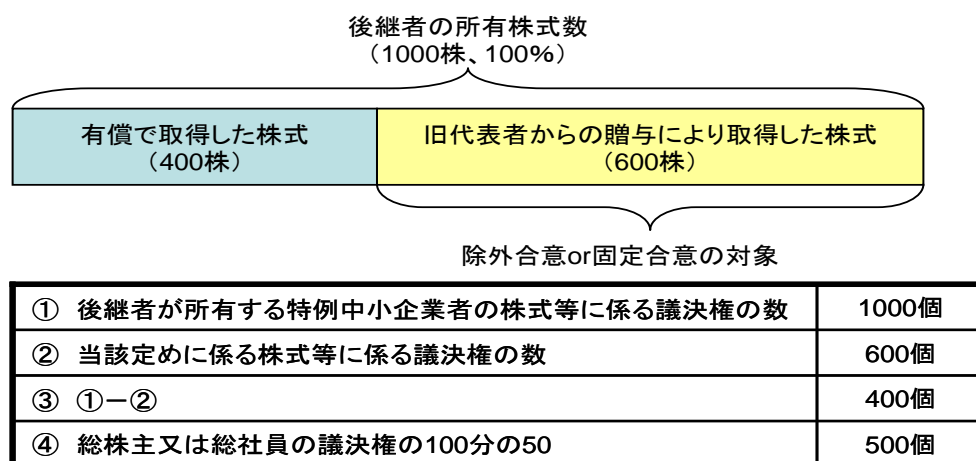 後継者の所有株式数
（1000株、100%）
有償で取得した株式
（400株）
旧代表者からの贈与により取得した株式
（600株）
除外合意or固定合意の対象
① 後継者が所有する特例中小企業者の株式等に係る議決権の数 1000個
② 当該定めに係る株式等に係る議決権の数 600個
③ ①－② 400個
④ 総株主又は総社員の議決権の100分の50 500個